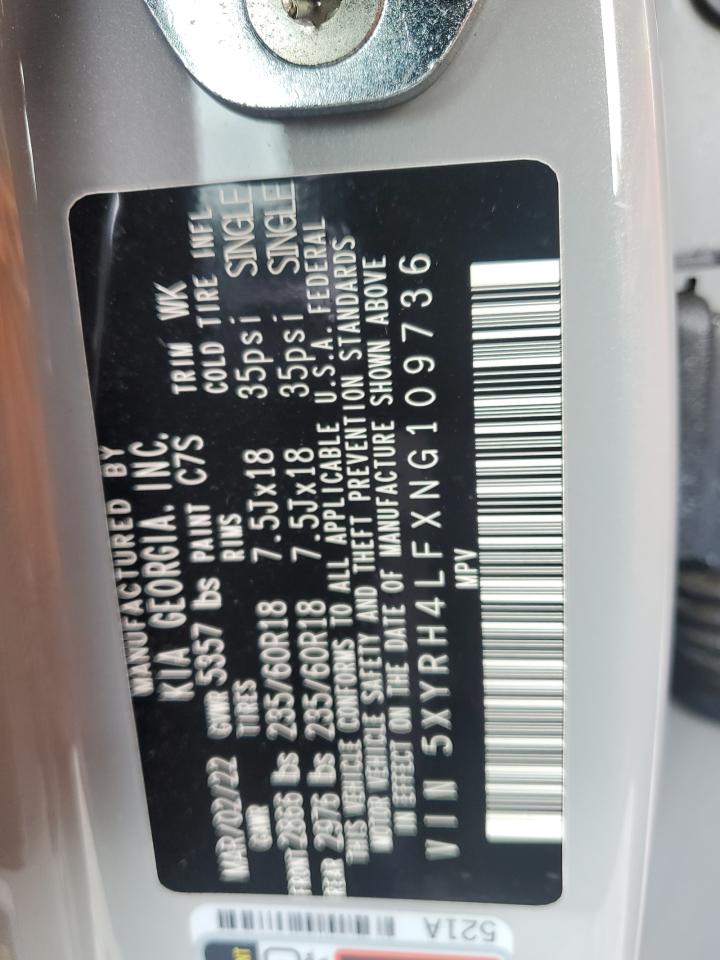 MANUFACTURED BY
KIA GEORGIA. INC.
MAR/02/22 GVWR 5357 lbs PAINT C7S TRIM WK
GAWR TIRES RIMS COLD TIRE INFL
FRONT 2866 lbs 235/60R18 7.5Jx18 35psi SINGLE
REAR 2976 lbs 235/60R18 7.5Jx18 35psi SINGLE
THIS VEHICLE CONFORMS TO ALL APPLICABLE U.S.A. FEDERAL
MOTOR VEHICLE SAFETY AND THEFT PREVENTION STANDARDS
IN EFFECT ON THE DATE OF MANUFACTURE SHOWN ABOVE
VIN 5XYRH4LFXNG109736
MPV
521A